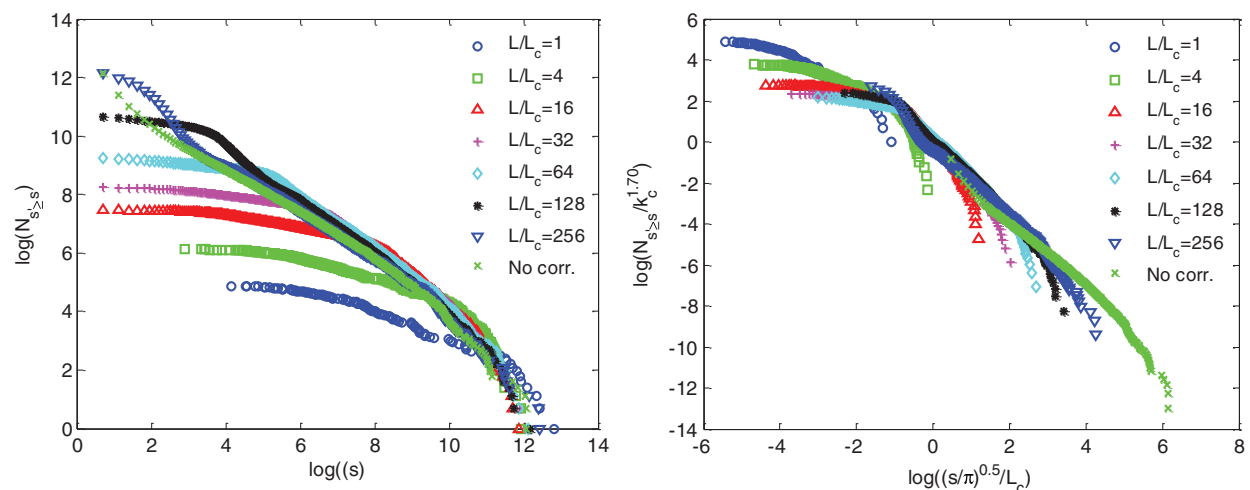 14
12
10
8
6
4
2
0
log(N_{s≥s})
0
2
4
6
8
10
12
14
log((s)
L/L_c=1
L/L_c=4
L/L_c=16
L/L_c=32
L/L_c=64
L/L_c=128
L/L_c=256
No corr.
6
4
2
0
-2
-4
-6
-8
-10
-12
-14
log(N_{s≥s}/k_c^{1.70})
-6
-4
-2
0
2
4
6
8
log((s/π)^{0.5}/L_c)
L/L_c=1
L/L_c=4
L/L_c=16
L/L_c=32
L/L_c=64
L/L_c=128
L/L_c=256
No corr.